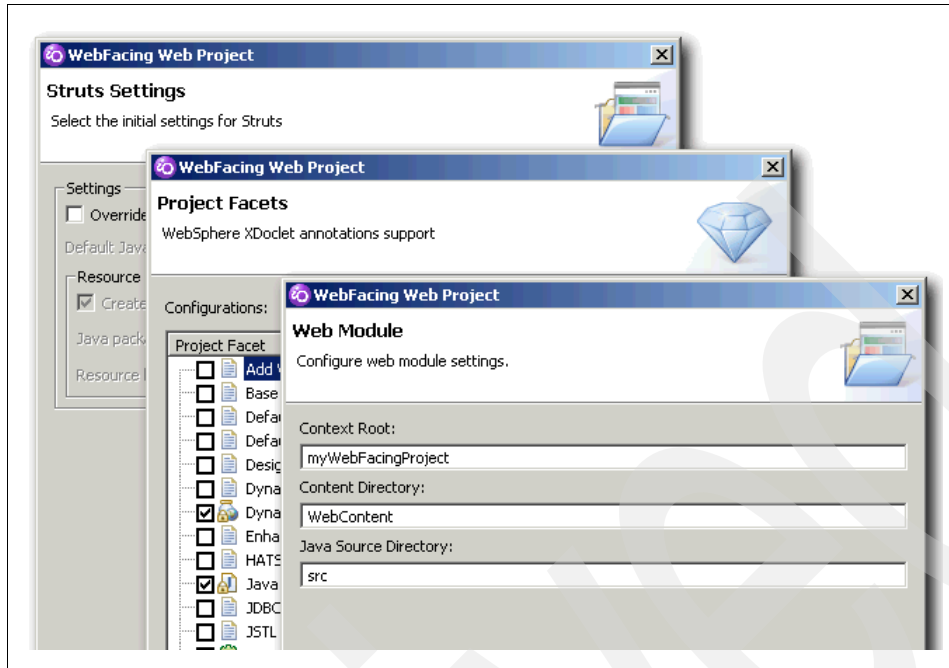 WebFacing Web Project
Struts Settings
Select the initial settings for Struts
Settings
Override
Default Java
Resource
Create
Java pack
Resource
WebFacing Web Project
Project Facets
WebSphere XDoclet annotations support
Configurations:
Project Facet
Add
Base
Defau
Defau
Desig
Dyna
Dyna
Enha
HATS
Java
JDBC
JSTL
WebFacing Web Project
Web Module
Configure web module settings.
Context Root:
myWebFacingProject
Content Directory:
WebContent
Java Source Directory:
src